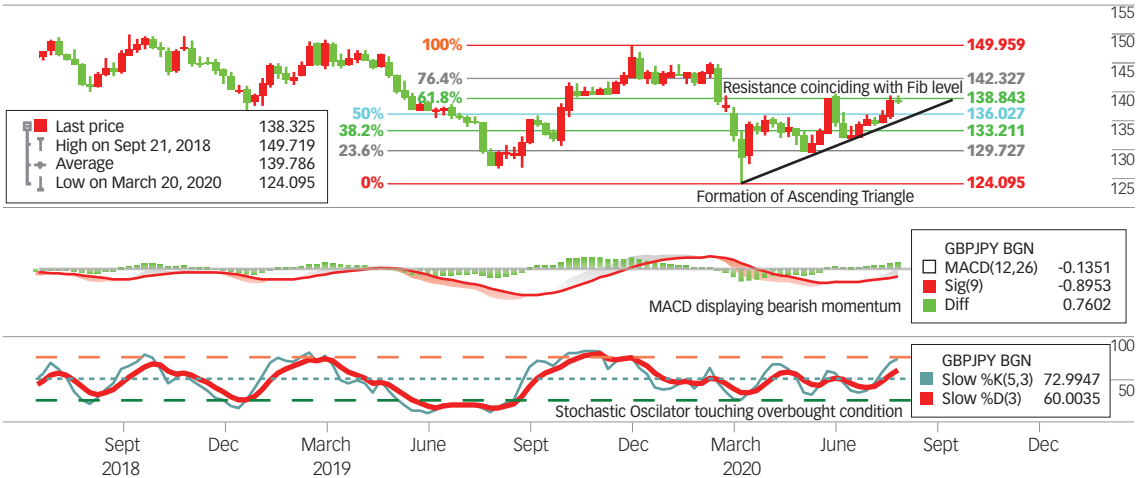 155
150
145
140
135
130
125
100% 149.959
76.4% 142.327
Resistance coinciding with Fib level
61.8% 138.843
50% 136.027
38.2% 133.211
23.6% 129.727
0% 124.095
Formation of Ascending Triangle
Last price 138.325
High on Sept 21, 2018 149.719
Average 139.786
Low on March 20, 2020 124.095
GBPJPY BGN
MACD(12,26) -0.1351
Sig(9) -0.8953
Diff 0.7602
MACD displaying bearish momentum
100
50
GBPJPY BGN
Slow %K(5,3) 72.9947
Slow %D(3) 60.0035
Stochastic Oscilator touching overbought condition
Sept Dec March June Sept Dec March June Sept Dec
2018 2019 2020